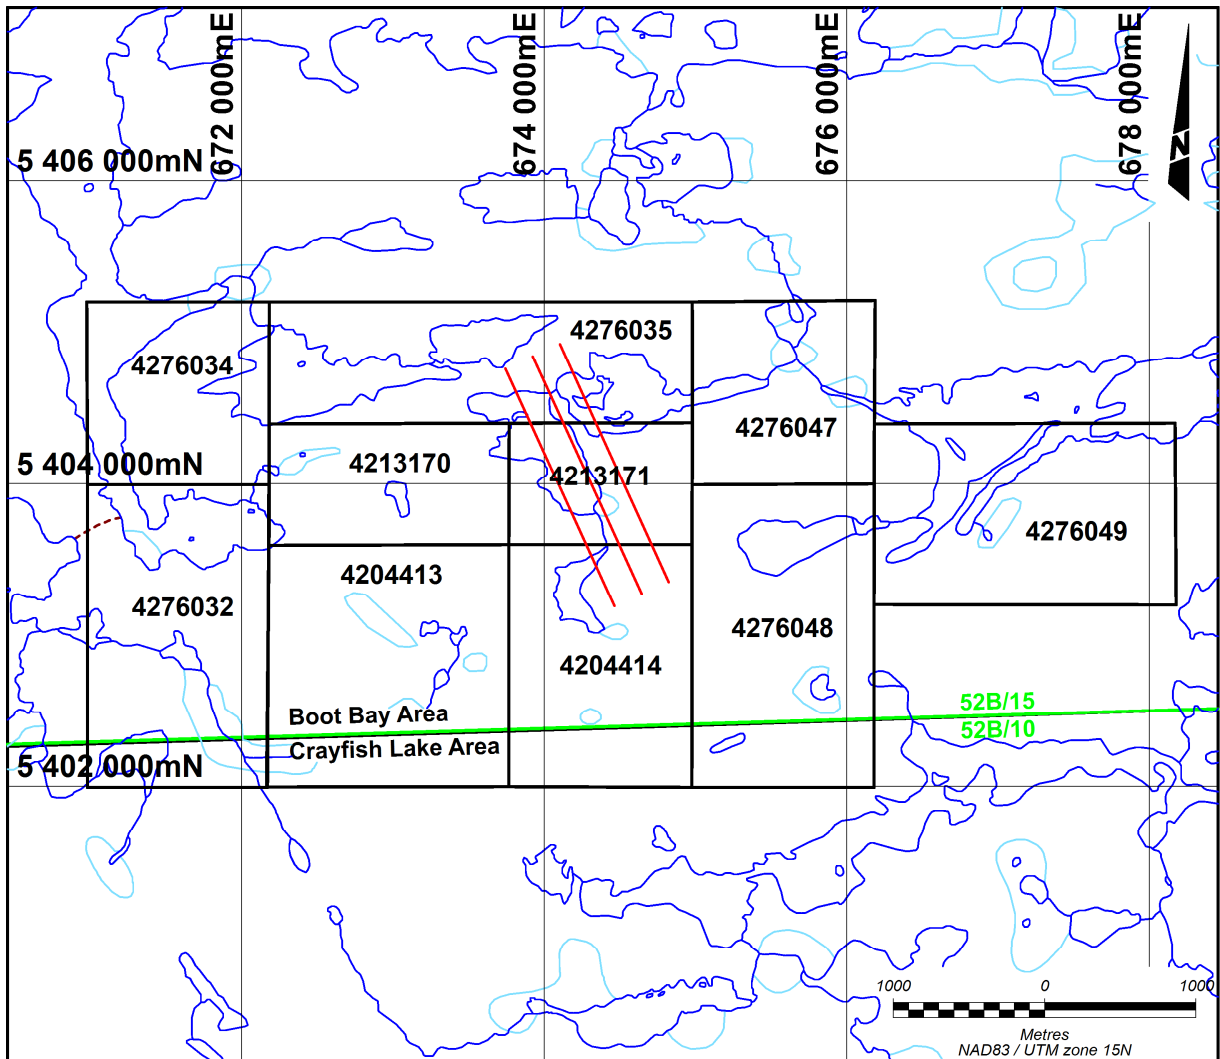 672 000mE
674 000mE
676 000mE
678 000mE
N
5 406 000mN
4276035
4276034
4276047
5 404 000mN
4213170
4213171
4276049
4204413
4276032
4276048
4204414
52B/15
Boot Bay Area
52B/10
Crayfish Lake Area
5 402 000mN
1000 0 1000
Metres
NAD83 / UTM zone 15N